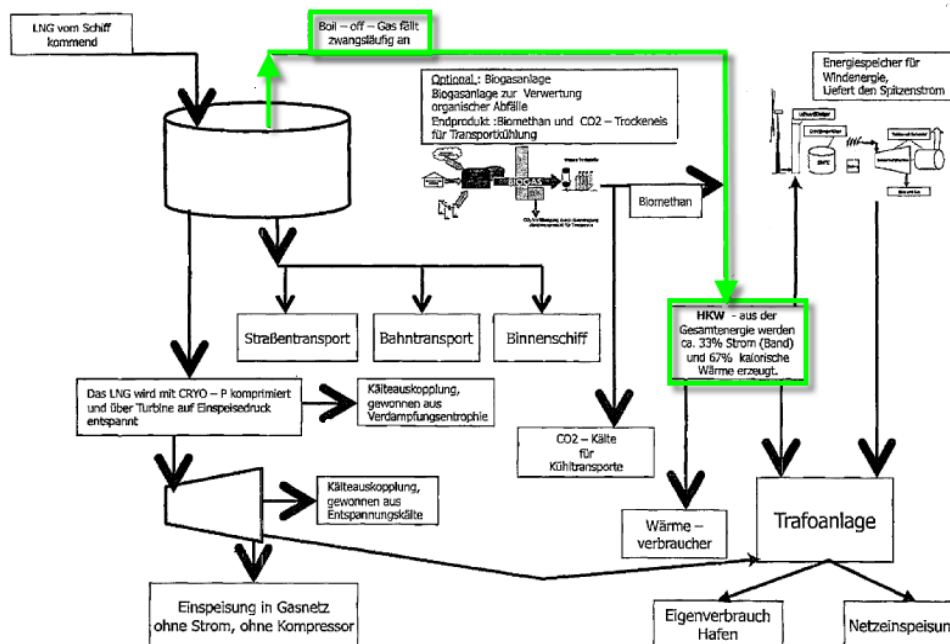 LNG vom Schiff
kommend
Boil – off – Gas fällt
zwangsläufig an
Optional : Biogasanlage
Biogasanlage zur Verwertung
organischer Abfälle
Endprodukt :Biomethan und CO2 – Trockeneis
für Transportkühlung
BIOGAS
Energiespeicher für
Windenergie,
Liefert den Spitzenstrom
Biomethan
Straßentransport
Bahntransport
Binnenschiff
HKW - aus der
Gesamtenergie werden
ca. 33% Strom (Band)
und 67% kalorische
Wärme erzeugt.
Das LNG wird mit CRYO – P komprimiert
und über Turbine auf Einspeisedruck
entspannt
Kälteauskopplung,
gewonnen aus
Verdampfungsentrophie
CO2 – Kälte
für
Kühltransporte
Kälteauskopplung,
gewonnen aus
Entspannungskälte
Wärme –
verbraucher
Trafoanlage
Einspeisung in Gasnetz
ohne Strom, ohne Kompressor
Eigenverbrauch
Hafen
Netzeinspeisun